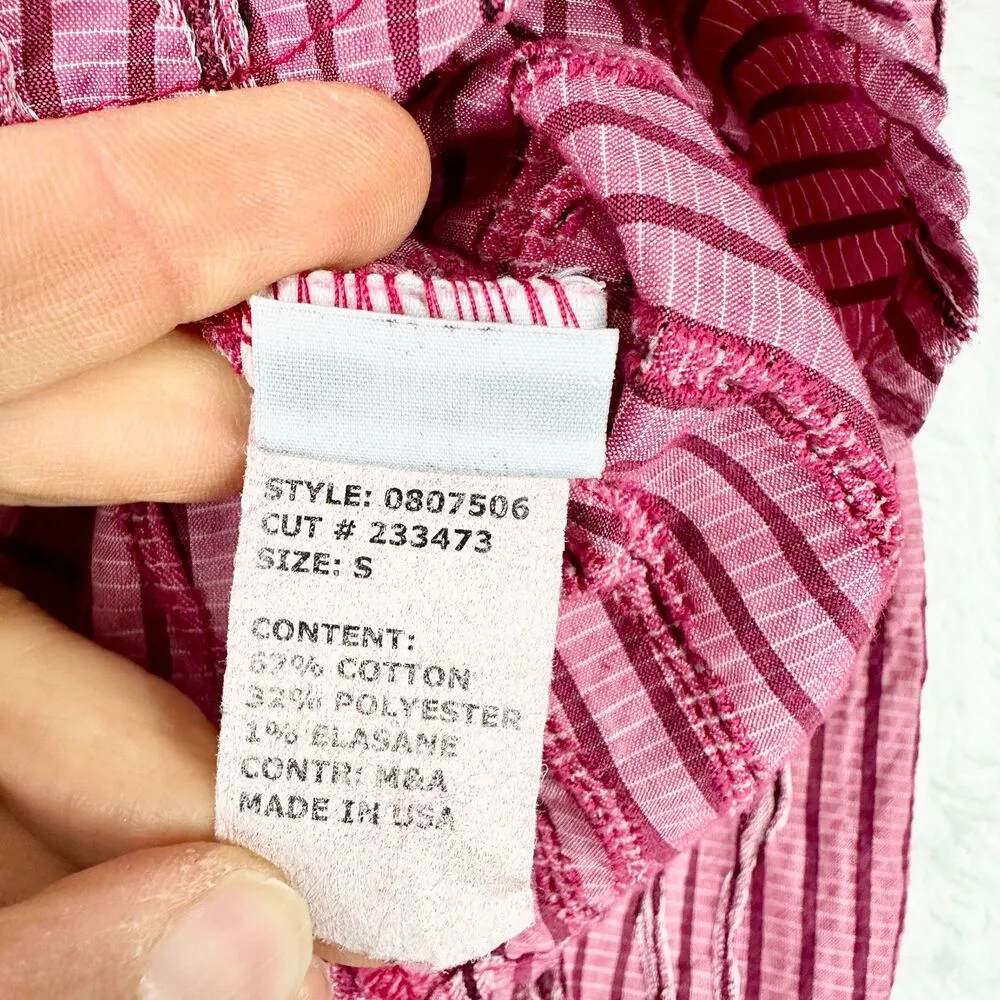 STYLE: 0807506
CUT # 233473
SIZE: S
CONTENT:
67% COTTON
32% POLYESTER
1% ELASANE
CONTR: M&A
MADE IN USA